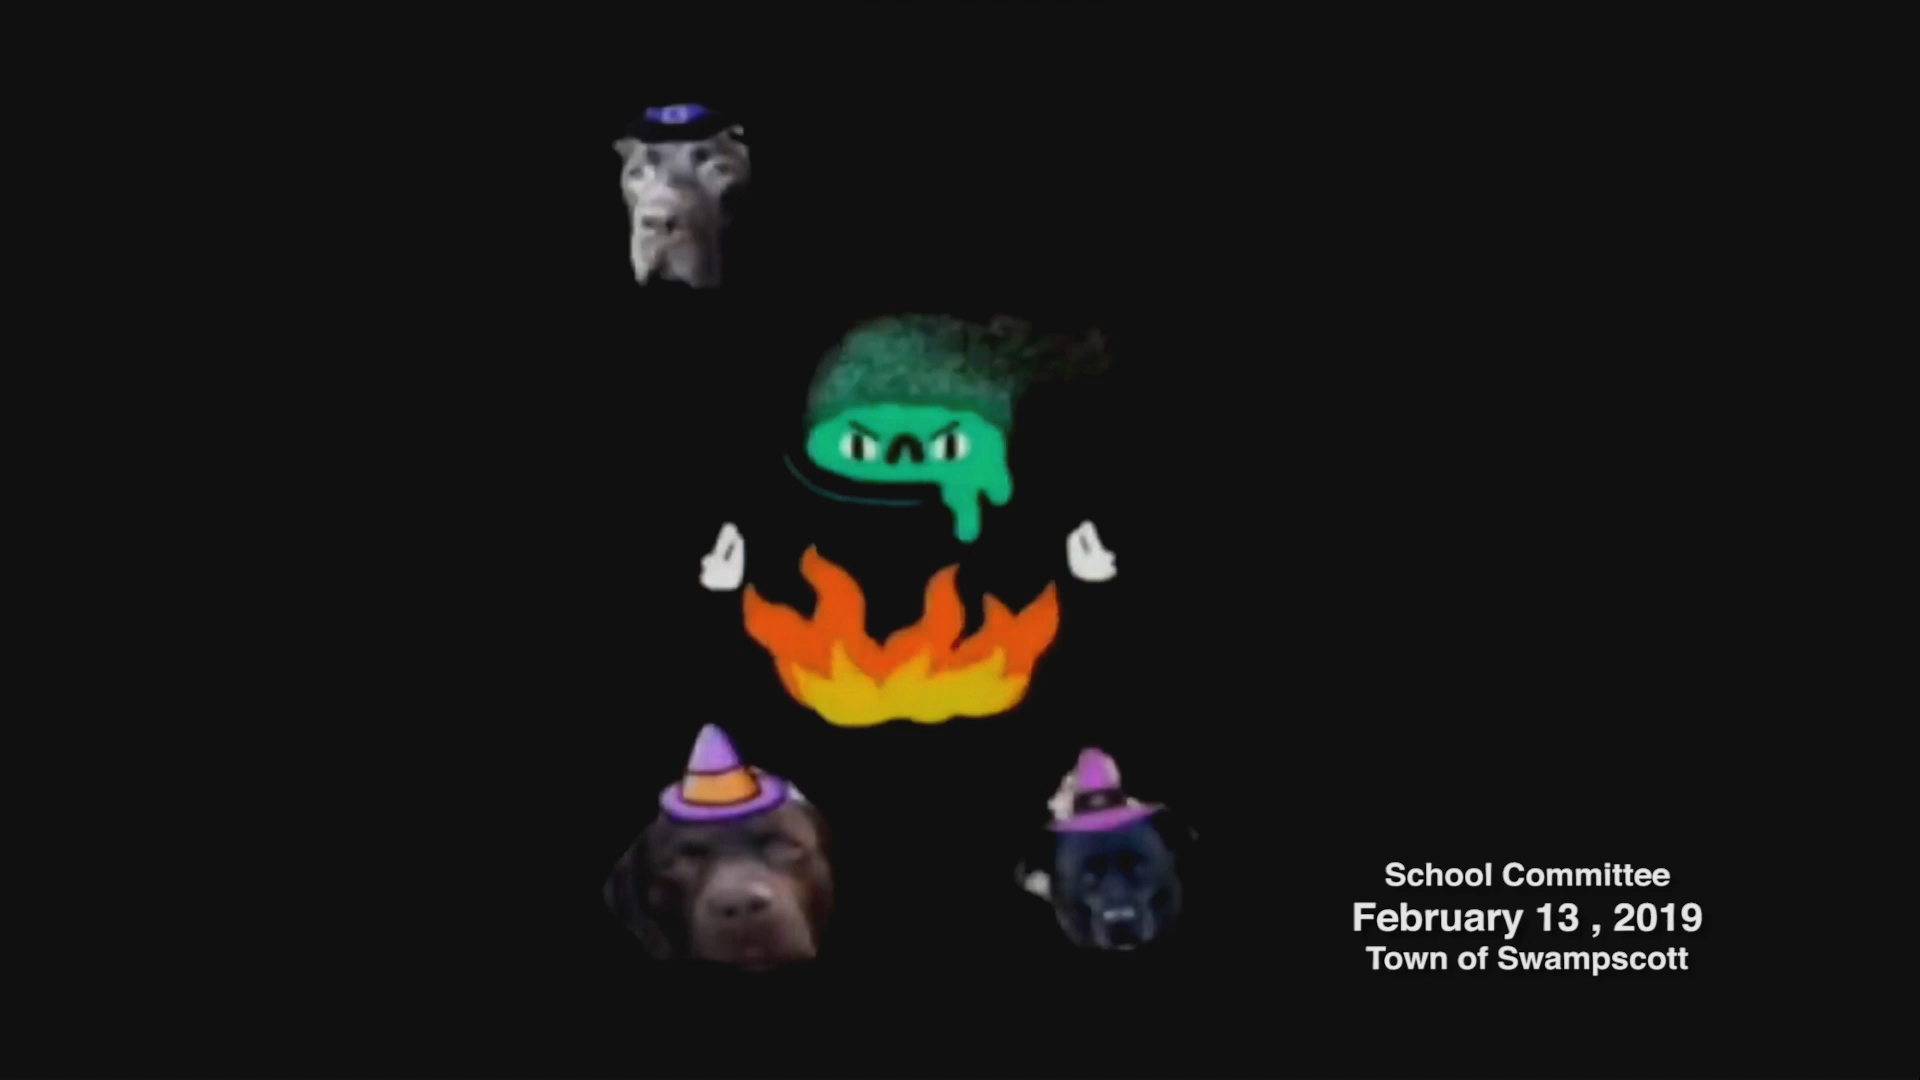 School Committee
February 13 , 2019
Town of Swampscott